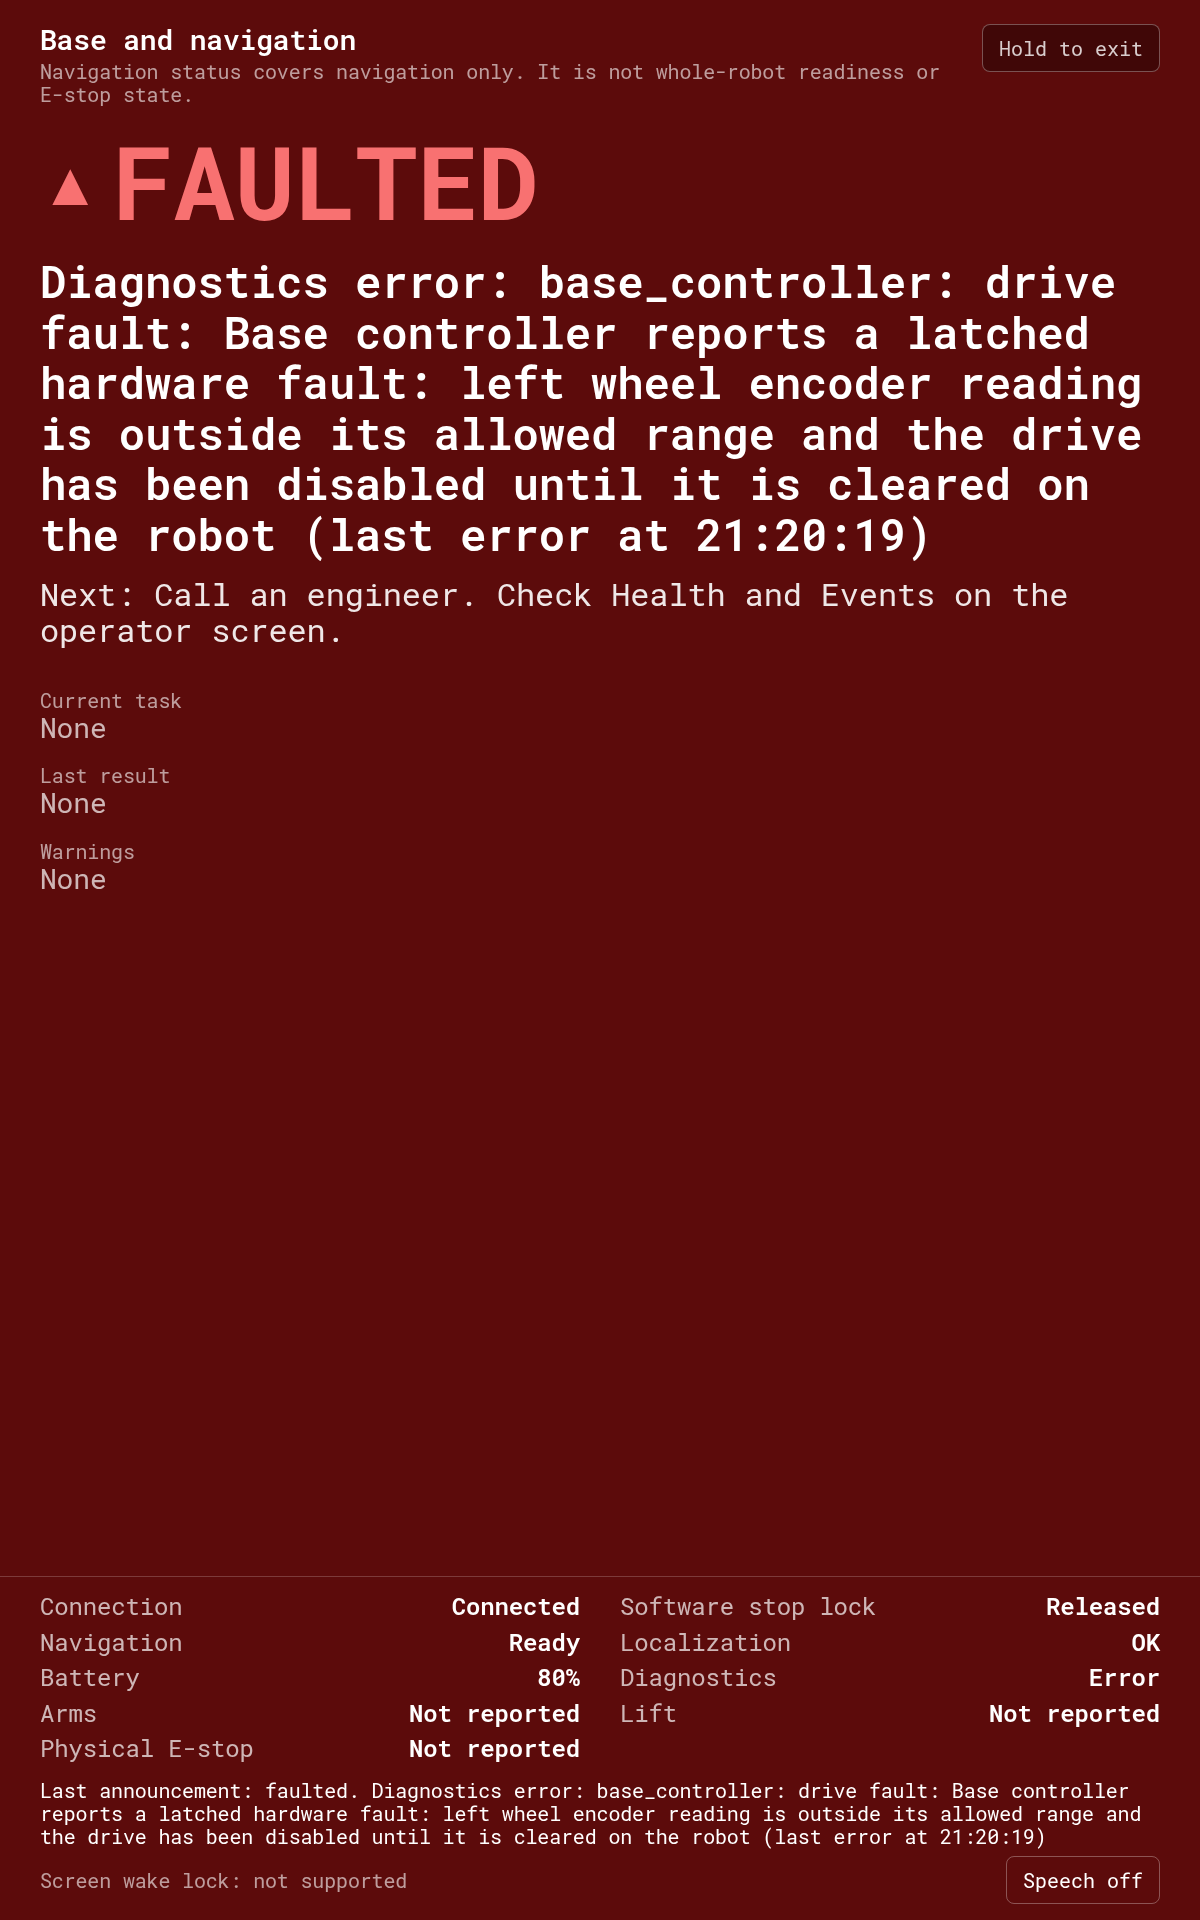 Base and navigation
Hold to exit
Navigation status covers navigation only. It is not whole-robot readiness or
E-stop state.
▲ FAULTED
Diagnostics error: base_controller: drive
fault: Base controller reports a latched
hardware fault: left wheel encoder reading
is outside its allowed range and the drive
has been disabled until it is cleared on
the robot (last error at 21:20:19)
Next: Call an engineer. Check Health and Events on the
operator screen.
Current task
None
Last result
None
Warnings
None
Connection Connected Software stop lock Released
Navigation Ready Localization OK
Battery 80% Diagnostics Error
Arms Not reported Lift Not reported
Physical E-stop Not reported
Last announcement: faulted. Diagnostics error: base_controller: drive fault: Base controller
reports a latched hardware fault: left wheel encoder reading is outside its allowed range and
the drive has been disabled until it is cleared on the robot (last error at 21:20:19)
Screen wake lock: not supported Speech off